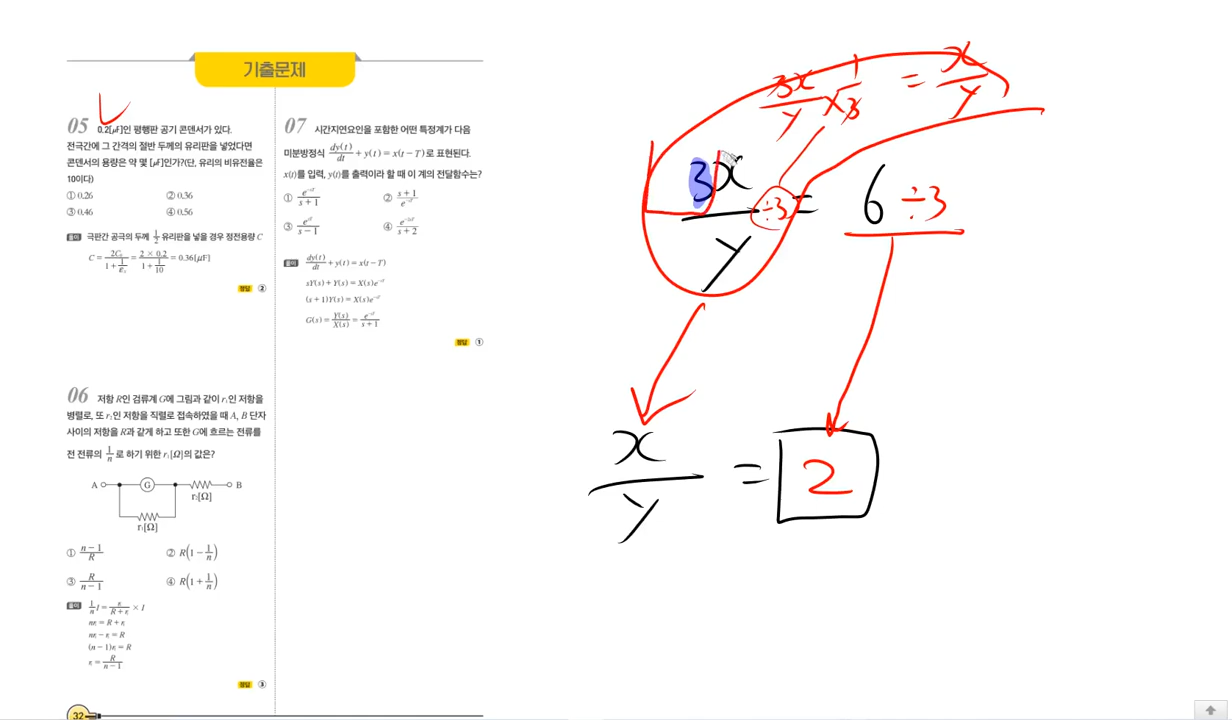 기출문제
05 0.2[μF]인 평행판 공기 콘덴서가 있다.
전극간에 그 간격의 절반 두께의 유리판을 넣었다면
콘덴서의 용량은 약 몇 [μF]인가?(단, 유리의 비유전율은
10이다)
① 0.26 ② 0.36
③ 0.46 ④ 0.56
풀이 극판간 공극의 두께 1/2 유리판을 넣을 경우 정전용량 C
C = 2C₀/(1+1/εₛ) = (2 × 0.2)/(1+1/10) = 0.36[μF]
정답 ②
06 저항 R인 검류계 G에 그림과 같이 r₁인 저항을
병렬로, 또 r₂인 저항을 직렬로 접속하였을 때 A, B 단자
사이의 저항을 R과 같게 하고 또한 G에 흐르는 전류를
전 전류의 1/n로 하기 위한 r₁[Ω]의 값은?
A G B
r₂[Ω]
r₁[Ω]
① (n−1)/R ② R(1−1/n)
③ R/(n−1) ④ R(1+1/n)
풀이
(n−1)r₁ = R
r₁ = R/(n−1)
정답 ③
32
07 시간지연요인을 포함한 어떤 특정계가 다음
미분방정식 dy(t)/dt + y(t) = x(t−T)로 표현된다.
x(t)를 입력, y(t)를 출력이라 할 때 이 계의 전달함수는?
① e^(−sT)/(s+1) ② (s+1)/e^(−sT)
③ e^(sT)/(s−1) ④ e^(−2sT)/(s+2)
풀이 dy(t)/dt + y(t) = x(t−T)
sY(s) + Y(s) = X(s)e^(−sT)
(s+1)Y(s) = X(s)e^(−sT)
G(s) = Y(s)/X(s) = e^(−sT)/(s+1)
정답 ①
3x/y × 1/3 = x/y
3x/y ÷3 = 6 ÷3
x/y = 2